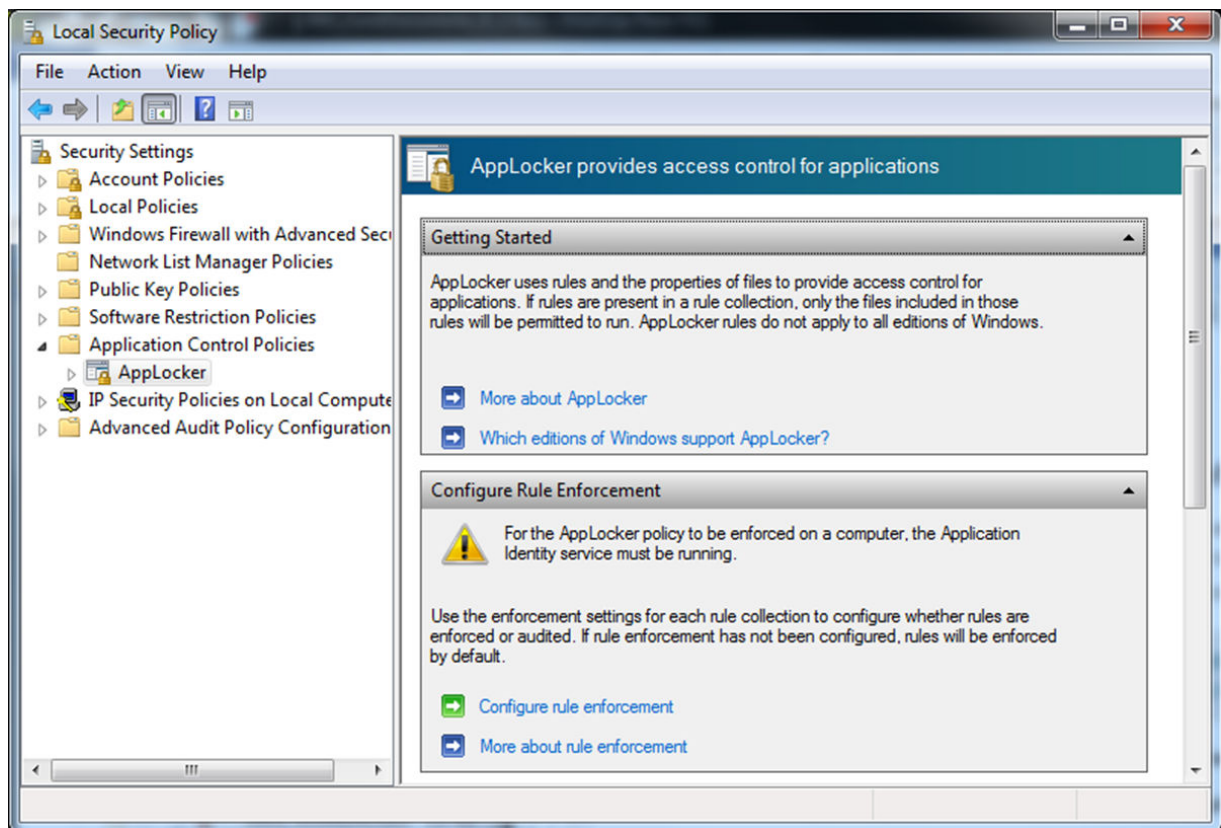 Local Security Policy
File Action View Help
Security Settings
Account Policies
Local Policies
Windows Firewall with Advanced Secu
Network List Manager Policies
Public Key Policies
Software Restriction Policies
Application Control Policies
AppLocker
IP Security Policies on Local Compute
Advanced Audit Policy Configuration
AppLocker provides access control for applications
Getting Started
AppLocker uses rules and the properties of files to provide access control for
applications. If rules are present in a rule collection, only the files included in those
rules will be permitted to run. AppLocker rules do not apply to all editions of Windows.
More about AppLocker
Which editions of Windows support AppLocker?
Configure Rule Enforcement
For the AppLocker policy to be enforced on a computer, the Application
Identity service must be running.
Use the enforcement settings for each rule collection to configure whether rules are
enforced or audited. If rule enforcement has not been configured, rules will be enforced
by default.
Configure rule enforcement
More about rule enforcement